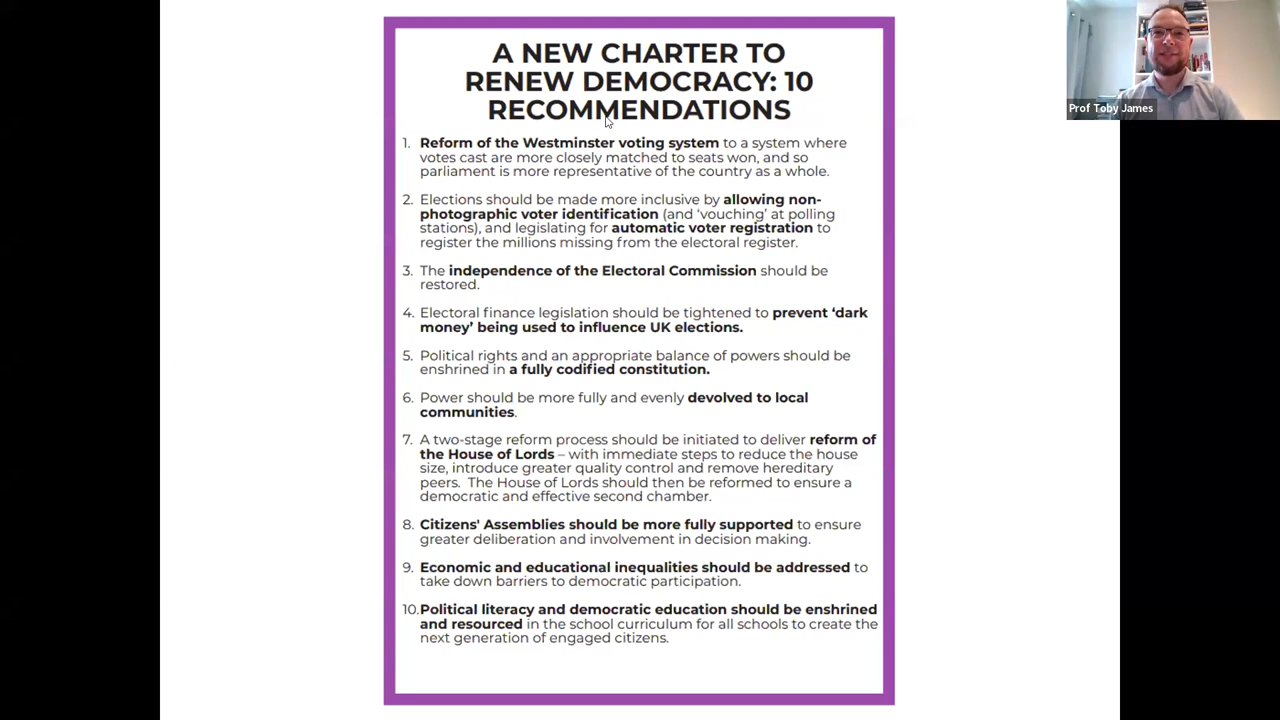 A NEW CHARTER TO
RENEW DEMOCRACY: 10
RECOMMENDATIONS
1. Reform of the Westminster voting system to a system where
votes cast are more closely matched to seats won, and so
parliament is more representative of the country as a whole.
2. Elections should be made more inclusive by allowing non-
photographic voter identification (and ‘vouching’ at polling
stations), and legislating for automatic voter registration to
register the millions missing from the electoral register.
3. The independence of the Electoral Commission should be
restored.
4. Electoral finance legislation should be tightened to prevent ‘dark
money’ being used to influence UK elections.
5. Political rights and an appropriate balance of powers should be
enshrined in a fully codified constitution.
6. Power should be more fully and evenly devolved to local
communities.
7. A two-stage reform process should be initiated to deliver reform of
the House of Lords – with immediate steps to reduce the house
size, introduce greater quality control and remove hereditary
peers. The House of Lords should then be reformed to ensure a
democratic and effective second chamber.
8. Citizens' Assemblies should be more fully supported to ensure
greater deliberation and involvement in decision making.
9. Economic and educational inequalities should be addressed to
take down barriers to democratic participation.
10. Political literacy and democratic education should be enshrined
and resourced in the school curriculum for all schools to create the
next generation of engaged citizens.
Prof Toby James